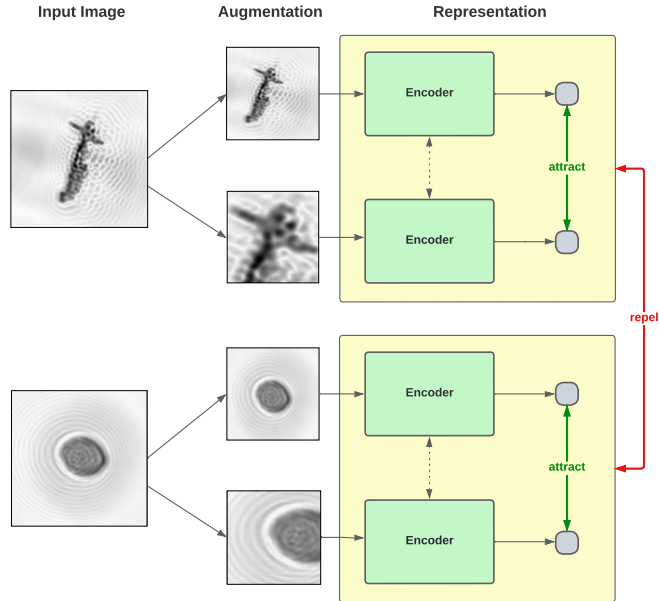 Input Image
Augmentation
Representation
Encoder
attract
Encoder
repel
Encoder
attract
Encoder